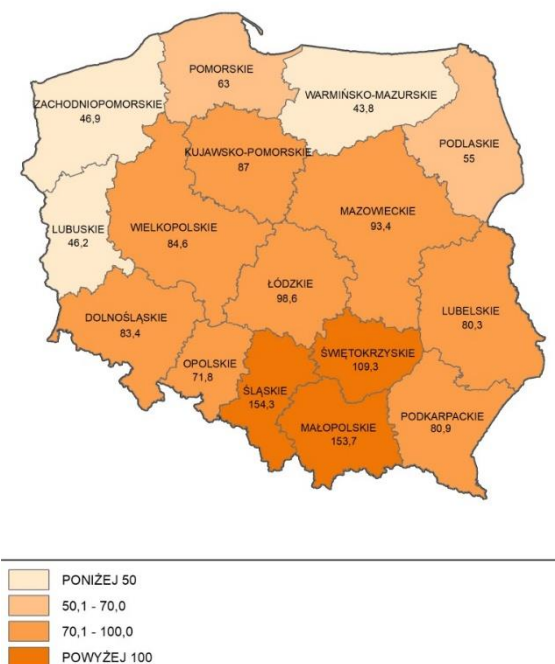 POMORSKIE
63
WARMIŃSKO-MAZURSKIE
43,8
ZACHODNIOPOMORSKIE
46,9
PODLASKIE
55
KUJAWSKO-POMORSKIE
87
MAZOWIECKIE
93,4
WIELKOPOLSKIE
84,6
LUBUSKIE
46,2
ŁÓDZKIE
98,6
LUBELSKIE
80,3
DOLNOŚLĄSKIE
83,4
OPOLSKIE
71,8
ŚWIĘTOKRZYSKIE
109,3
ŚLĄSKIE
154,3
PODKARPACKIE
80,9
MAŁOPOLSKIE
153,7
PONIŻEJ 50
50,1 - 70,0
70,1 - 100,0
POWYŻEJ 100